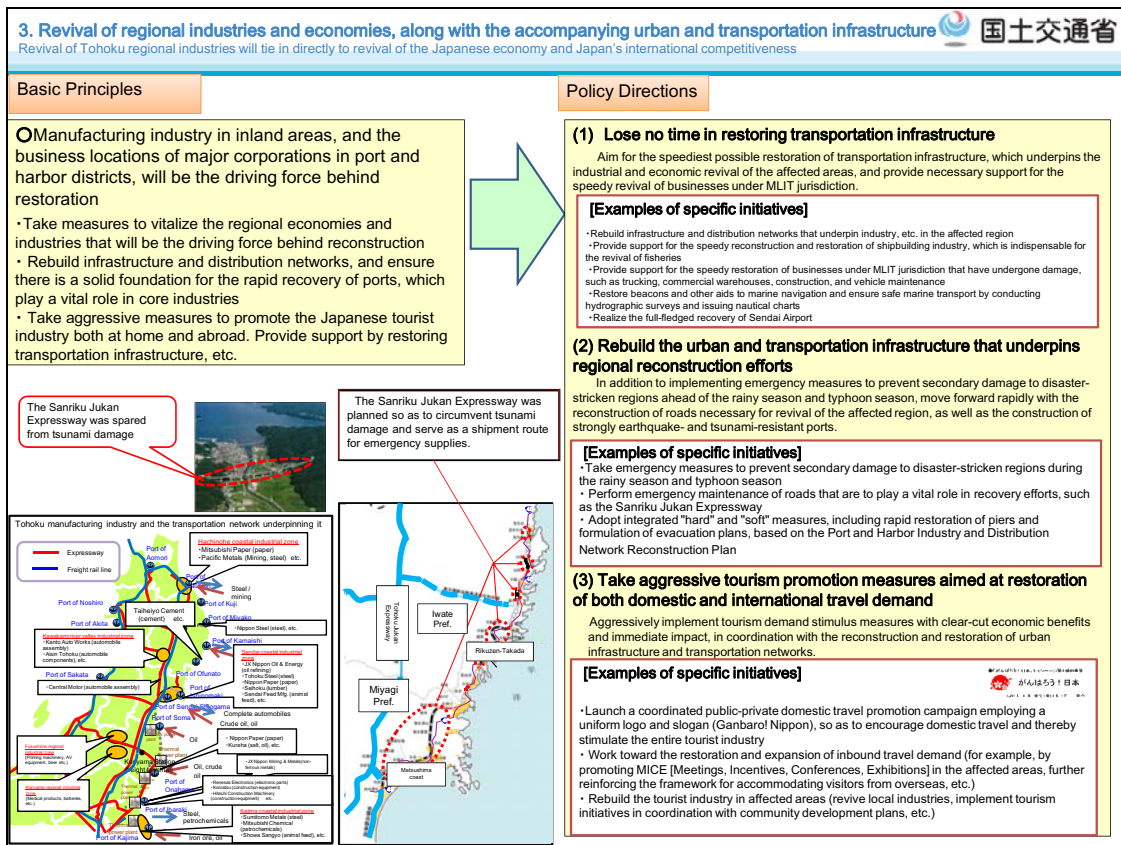 3. Revival of regional industries and economies, along with the accompanying urban and transportation infrastructure
国土交通省
Revival of Tohoku regional industries will tie in directly to revival of the Japanese economy and Japan's international competitiveness
Basic Principles
〇Manufacturing industry in inland areas, and the
business locations of major corporations in port and
harbor districts, will be the driving force behind
restoration
・Take measures to vitalize the regional economies and
industries that will be the driving force behind reconstruction
・ Rebuild infrastructure and distribution networks, and ensure
there is a solid foundation for the rapid recovery of ports, which
play a vital role in core industries
・ Take aggressive measures to promote the Japanese tourist
industry both at home and abroad. Provide support by restoring
transportation infrastructure, etc.
The Sanriku Jukan
Expressway was spared
from tsunami damage
The Sanriku Jukan Expressway was
planned so as to circumvent tsunami
damage and serve as a shipment route
for emergency supplies.
Tohoku manufacturing industry and the transportation network underpinning it
Expressway
Freight rail line
Port of
Aomori
Hachinohe coastal industrial zone
・Mitsubishi Paper (paper)
・Pacific Metals (Mining, steel) etc.
Port of
Steel /
mining
Port of Noshiro
Port of Kuji
Taiheiyo Cement
(cement) etc.
Port of Akita
Port of Miyako
・Nippon Steel (steel), etc.
Kawakami river valley industrial zone
・Kanto Auto Works (automobile
assembly)
・Aisin Tohoku (automobile
components), etc.
Port of Kamaishi
Sendai coastal industrial
zone
・JX Nippon Oil & Energy
(oil refining)
・Tohoku Steel (steel)
・Nippon Paper (paper)
・Seihoku (lumber)
・Sendai Feed Mfg. (animal
feed), etc.
Port of Sakata
Port of Ofunato
・Central Motor (automobile assembly)
Port of
Complete automobiles
Port of Soma
Crude oil, oil
Oil
・Nippon Paper (paper)
・Kureha (salt, oil), etc.
Fukushima regional
industrial zone
(Printing machinery, AV
equipment, beer etc.)
Oil, crude
oil
・JX Nippon Mining & Metals(non-
ferrous metals)
Port of
Onahama
・Renesas Electronics (electronic parts)
・Komatsu (construction equipment)
・Hitachi Construction Machinery
(construction equipment) etc.
Koriyama regional industrial
zone
(Medical products, batteries,
etc.)
Port of Ibaraki
Steel,
petrochemicals
Kajima coastal industrial zone
・Sumitomo Metals (steel)
・Mitsubishi Chemical
(petrochemicals)
・Showa Sangyo (animal feed), etc.
Port of Kajima
Iron ore, oil
Tohoku Jukan
Expressway
Iwate
Pref.
Rikuzen-Takada
Miyagi
Pref.
Matsushima
coast
Policy Directions
(1) Lose no time in restoring transportation infrastructure
Aim for the speediest possible restoration of transportation infrastructure, which underpins the
industrial and economic revival of the affected areas, and provide necessary support for the
speedy revival of businesses under MLIT jurisdiction.
[Examples of specific initiatives]
・Rebuild infrastructure and distribution networks that underpin industry, etc. in the affected region
・Provide support for the speedy reconstruction and restoration of shipbuilding industry, which is indispensable for
the revival of fisheries
・Provide support for the speedy restoration of businesses under MLIT jurisdiction that have undergone damage,
such as trucking, commercial warehouses, construction, and vehicle maintenance
・Restore beacons and other aids to marine navigation and ensure safe marine transport by conducting
hydrographic surveys and issuing nautical charts
・Realize the full-fledged recovery of Sendai Airport
(2) Rebuild the urban and transportation infrastructure that underpins
regional reconstruction efforts
In addition to implementing emergency measures to prevent secondary damage to disaster-
stricken regions ahead of the rainy season and typhoon season, move forward rapidly with the
reconstruction of roads necessary for revival of the affected region, as well as the construction of
strongly earthquake- and tsunami-resistant ports.
[Examples of specific initiatives]
・Take emergency measures to prevent secondary damage to disaster-stricken regions during
the rainy season and typhoon season
・ Perform emergency maintenance of roads that are to play a vital role in recovery efforts, such
as the Sanriku Jukan Expressway
・ Adopt integrated "hard" and "soft" measures, including rapid restoration of piers and
formulation of evacuation plans, based on the Port and Harbor Industry and Distribution
Network Reconstruction Plan
(3) Take aggressive tourism promotion measures aimed at restoration
of both domestic and international travel demand
Aggressively implement tourism demand stimulus measures with clear-cut economic benefits
and immediate impact, in coordination with the reconstruction and restoration of urban
infrastructure and transportation networks.
[Examples of specific initiatives]
がんばろう！日本
・Launch a coordinated public-private domestic travel promotion campaign employing a
uniform logo and slogan (Ganbaro! Nippon), so as to encourage domestic travel and thereby
stimulate the entire tourist industry
・ Work toward the restoration and expansion of inbound travel demand (for example, by
promoting MICE [Meetings, Incentives, Conferences, Exhibitions] in the affected areas, further
reinforcing the framework for accommodating visitors from overseas, etc.)
・ Rebuild the tourist industry in affected areas (revive local industries, implement tourism
initiatives in coordination with community development plans, etc.)